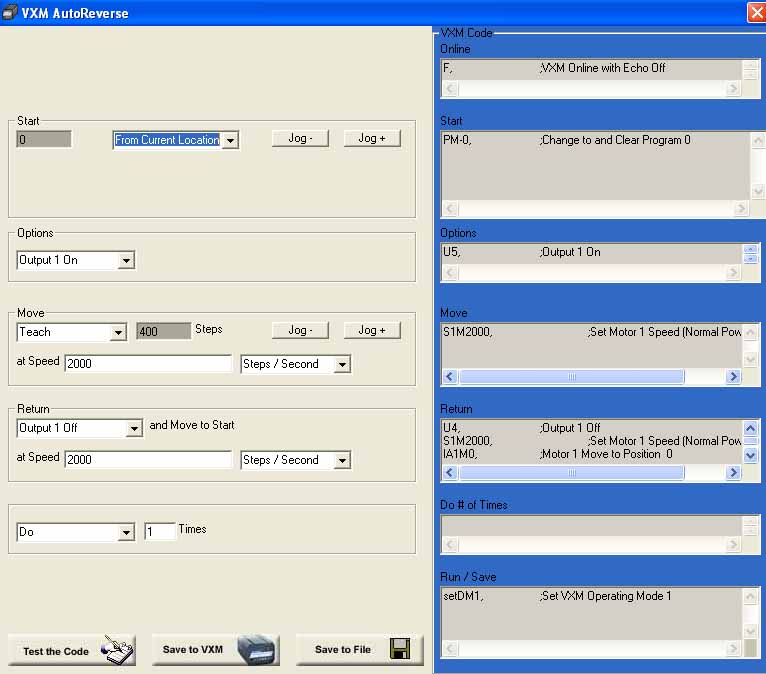 VXM AutoReverse
Start
0 From Current Location Jog - Jog +
Options
Output 1 On
Move
Teach 400 Steps Jog - Jog +
at Speed 2000 Steps / Second
Return
Output 1 Off and Move to Start
at Speed 2000 Steps / Second
Do 1 Times
Test the Code Save to VXM Save to File
VXM Code
Online
F, ;VXM Online with Echo Off
Start
PM-0, ;Change to and Clear Program 0
Options
U5, ;Output 1 On
Move
S1M2000, ;Set Motor 1 Speed (Normal Pow
Return
U4, ;Output 1 Off
S1M2000, ;Set Motor 1 Speed (Normal Pow
IA1M0, ;Motor 1 Move to Position 0
Do # of Times
Run / Save
setDM1, ;Set VXM Operating Mode 1